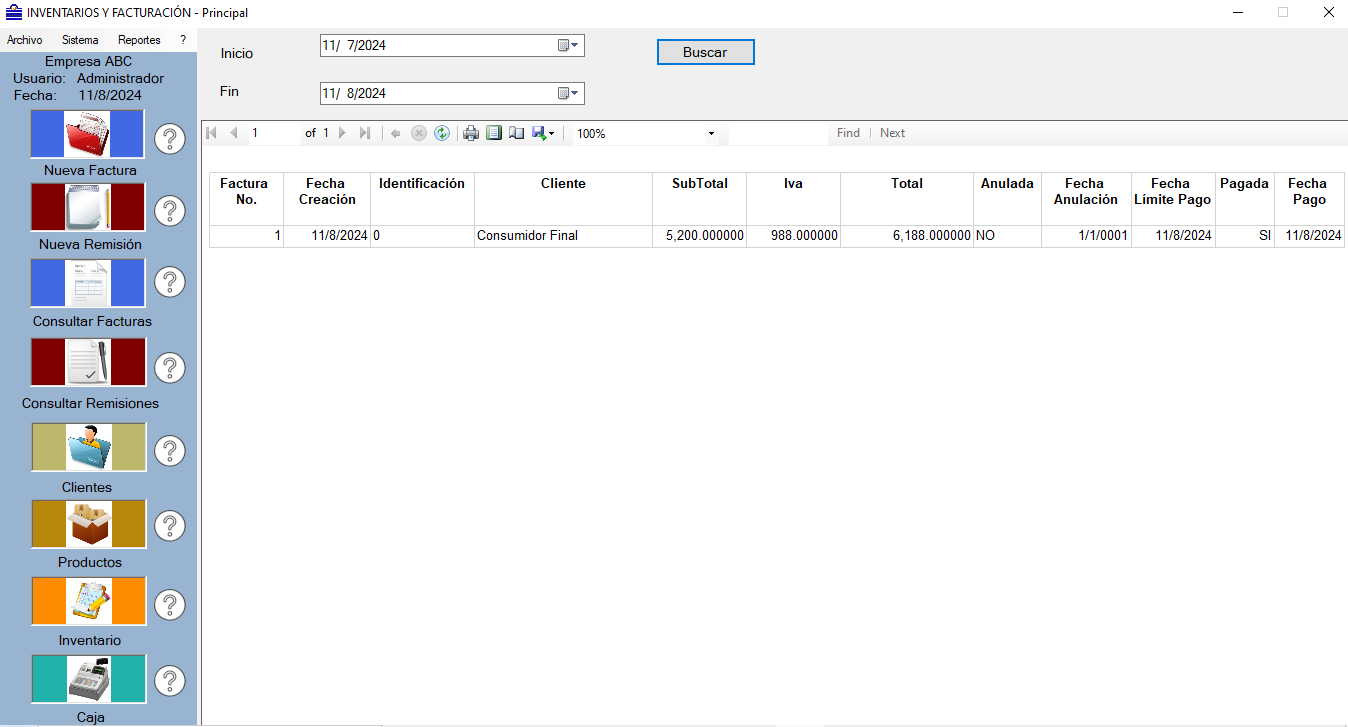 INVENTARIOS Y FACTURACIÓN - Principal
Archivo Sistema Reportes ?
Empresa ABC
Usuario: Administrador
Fecha: 11/8/2024
Nueva Factura
Nueva Remisión
Consultar Facturas
Consultar Remisiones
Clientes
Productos
Inventario
Caja
Inicio 11/ 7/2024 Buscar
Fin 11/ 8/2024
1 of 1 100% Find | Next
Factura No. Fecha Creación Identificación Cliente SubTotal Iva Total Anulada Fecha Anulación Fecha Límite Pago Pagada Fecha Pago
1 11/8/2024 0 Consumidor Final 5,200.000000 988.000000 6,188.000000 NO 1/1/0001 11/8/2024 SI 11/8/2024